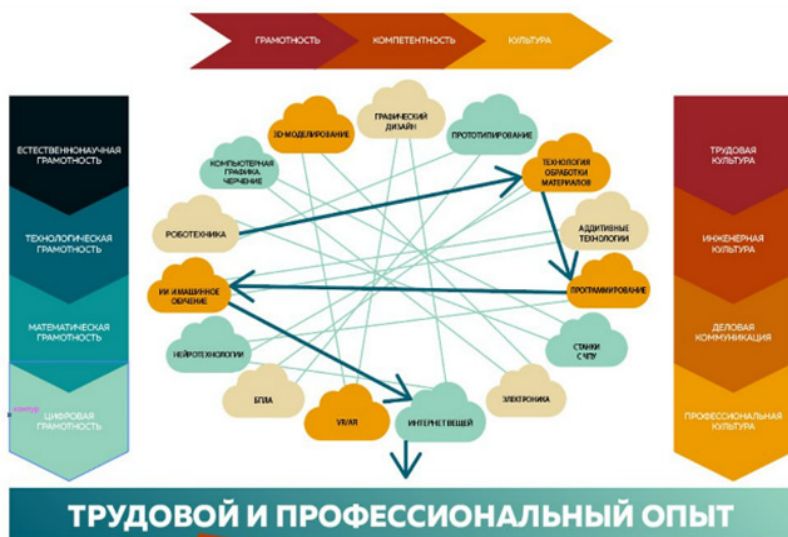 ГРАМОТНОСТЬ
КОМПЕТЕНТНОСТЬ
КУЛЬТУРА
ЕСТЕСТВЕННОНАУЧНАЯ
ГРАМОТНОСТЬ
ТЕХНОЛОГИЧЕСКАЯ
ГРАМОТНОСТЬ
МАТЕМАТИЧЕСКАЯ
ГРАМОТНОСТЬ
контур
ЦИФРОВАЯ
ГРАМОТНОСТЬ
ГРАФИЧЕСКИЙ
ДИЗАЙН
3D-МОДЕЛИРОВАНИЕ
ПРОТОТИПИРОВАНИЕ
КОМПЬЮТЕРНАЯ
ГРАФИКА.
ЧЕРЧЕНИЕ
ТЕХНОЛОГИЯ
ОБРАБОТКИ
МАТЕРИАЛОВ
РОБОТЕХНИКА
АДДИТИВНЫЕ
ТЕХНОЛОГИИ
ИИ И МАШИННОЕ
ОБУЧЕНИЕ
ПРОГРАММИРОВАНИЕ
НЕЙРОТЕХНОЛОГИИ
СТАНКИ
С ЧПУ
БПЛА
VR/AR
ИНТЕРНЕТ ВЕЩЕЙ
ЭЛЕКТРОНИКА
ТРУДОВАЯ
КУЛЬТУРА
ИНЖЕНЕРНАЯ
КУЛЬТУРА
ДЕЛОВАЯ
КОММУНИКАЦИЯ
ПРОФЕССИОНАЛЬНАЯ
КУЛЬТУРА
ТРУДОВОЙ И ПРОФЕССИОНАЛЬНЫЙ ОПЫТ